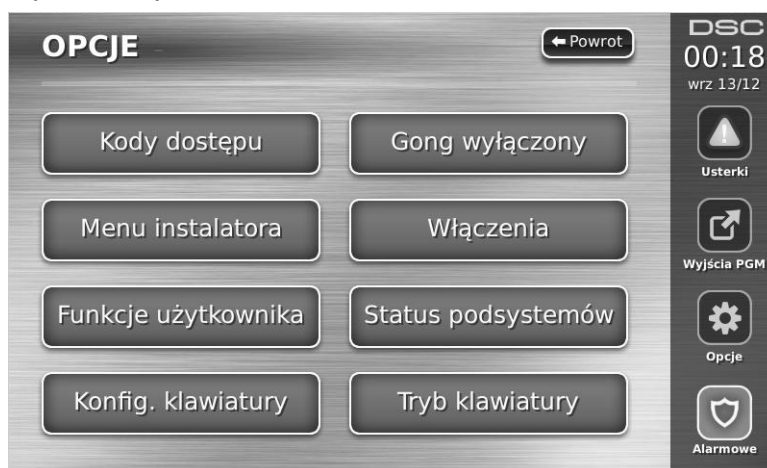 OPCJE
Powrot
Kody dostępu
Gong wyłączony
Menu instalatora
Włączenia
Funkcje użytkownika
Status podsystemów
Konfig. klawiatury
Tryb klawiatury
DSC
00:18
wrz 13/12
Usterki
Wyjścia PGM
Opcje
Alarmowe